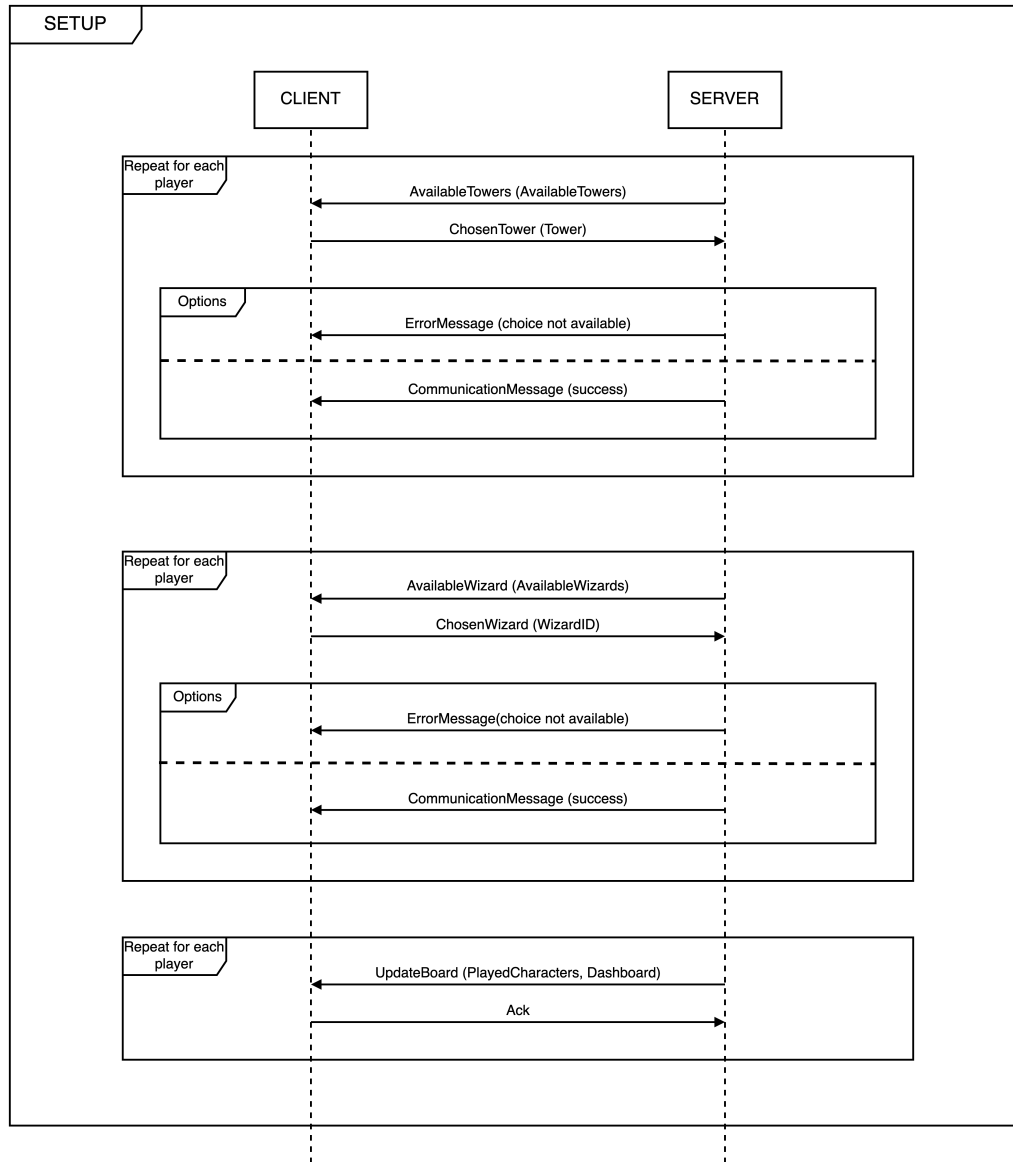 SETUP
CLIENT
SERVER
Repeat for each
player
AvailableTowers (AvailableTowers)
ChosenTower (Tower)
Options
ErrorMessage (choice not available)
CommunicationMessage (success)
Repeat for each
player
AvailableWizard (AvailableWizards)
ChosenWizard (WizardID)
Options
ErrorMessage(choice not available)
CommunicationMessage (success)
Repeat for each
player
UpdateBoard (PlayedCharacters, Dashboard)
Ack